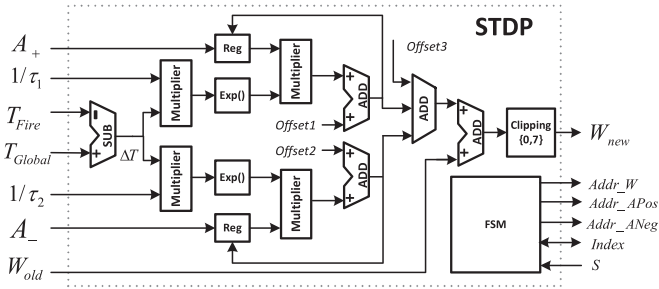 STDP
A+
Reg
Multiplier
Offset3
1/τ1
Multiplier
Exp()
ADD
ADD
TFire
SUB
Offset1
ADD
Clipping
{0,7}
Wnew
TGlobal
ΔT
Offset2
Multiplier
Exp()
Multiplier
ADD
1/τ2
FSM
Addr_W
Addr_APos
A−
Reg
Addr_ANeg
Index
Wold
S